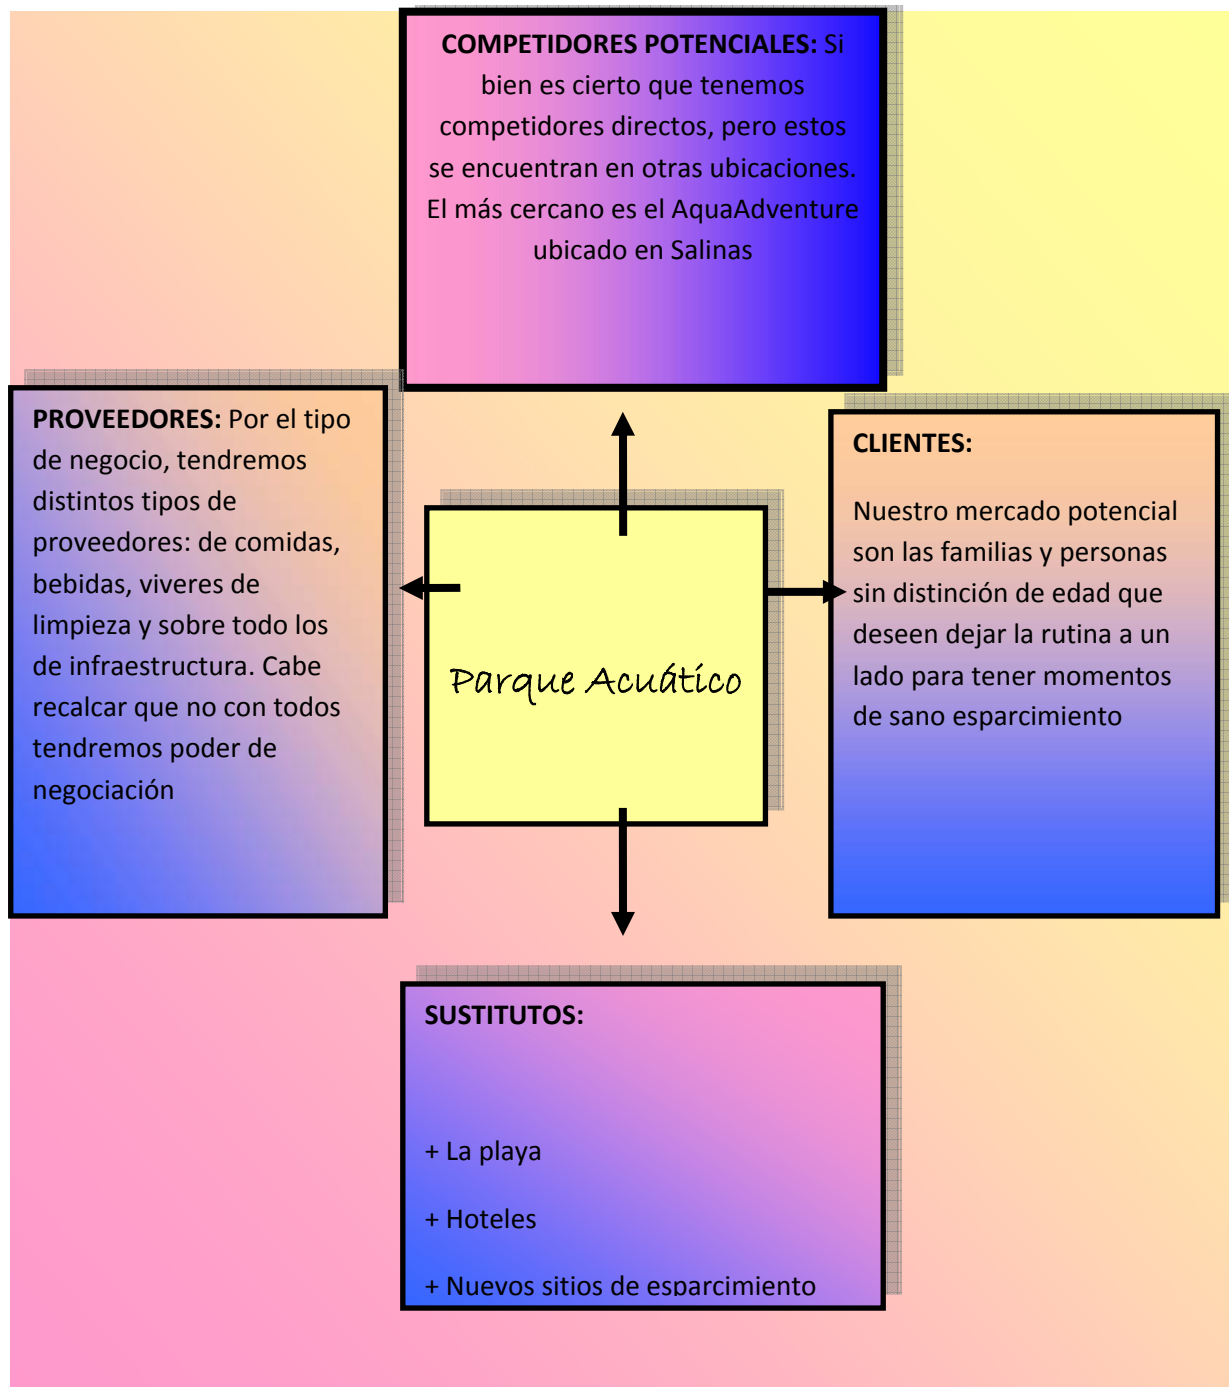 COMPETIDORES POTENCIALES: Si
bien es cierto que tenemos
competidores directos, pero estos
se encuentran en otras ubicaciones.
El más cercano es el AquaAdventure
ubicado en Salinas
PROVEEDORES: Por el tipo
de negocio, tendremos
distintos tipos de
proveedores: de comidas,
bebidas, viveres de
limpieza y sobre todo los
de infraestructura. Cabe
recalcar que no con todos
tendremos poder de
negociación
Parque Acuático
CLIENTES:
Nuestro mercado potencial
son las familias y personas
sin distinción de edad que
deseen dejar la rutina a un
lado para tener momentos
de sano esparcimiento
SUSTITUTOS:
+ La playa
+ Hoteles
+ Nuevos sitios de esparcimiento